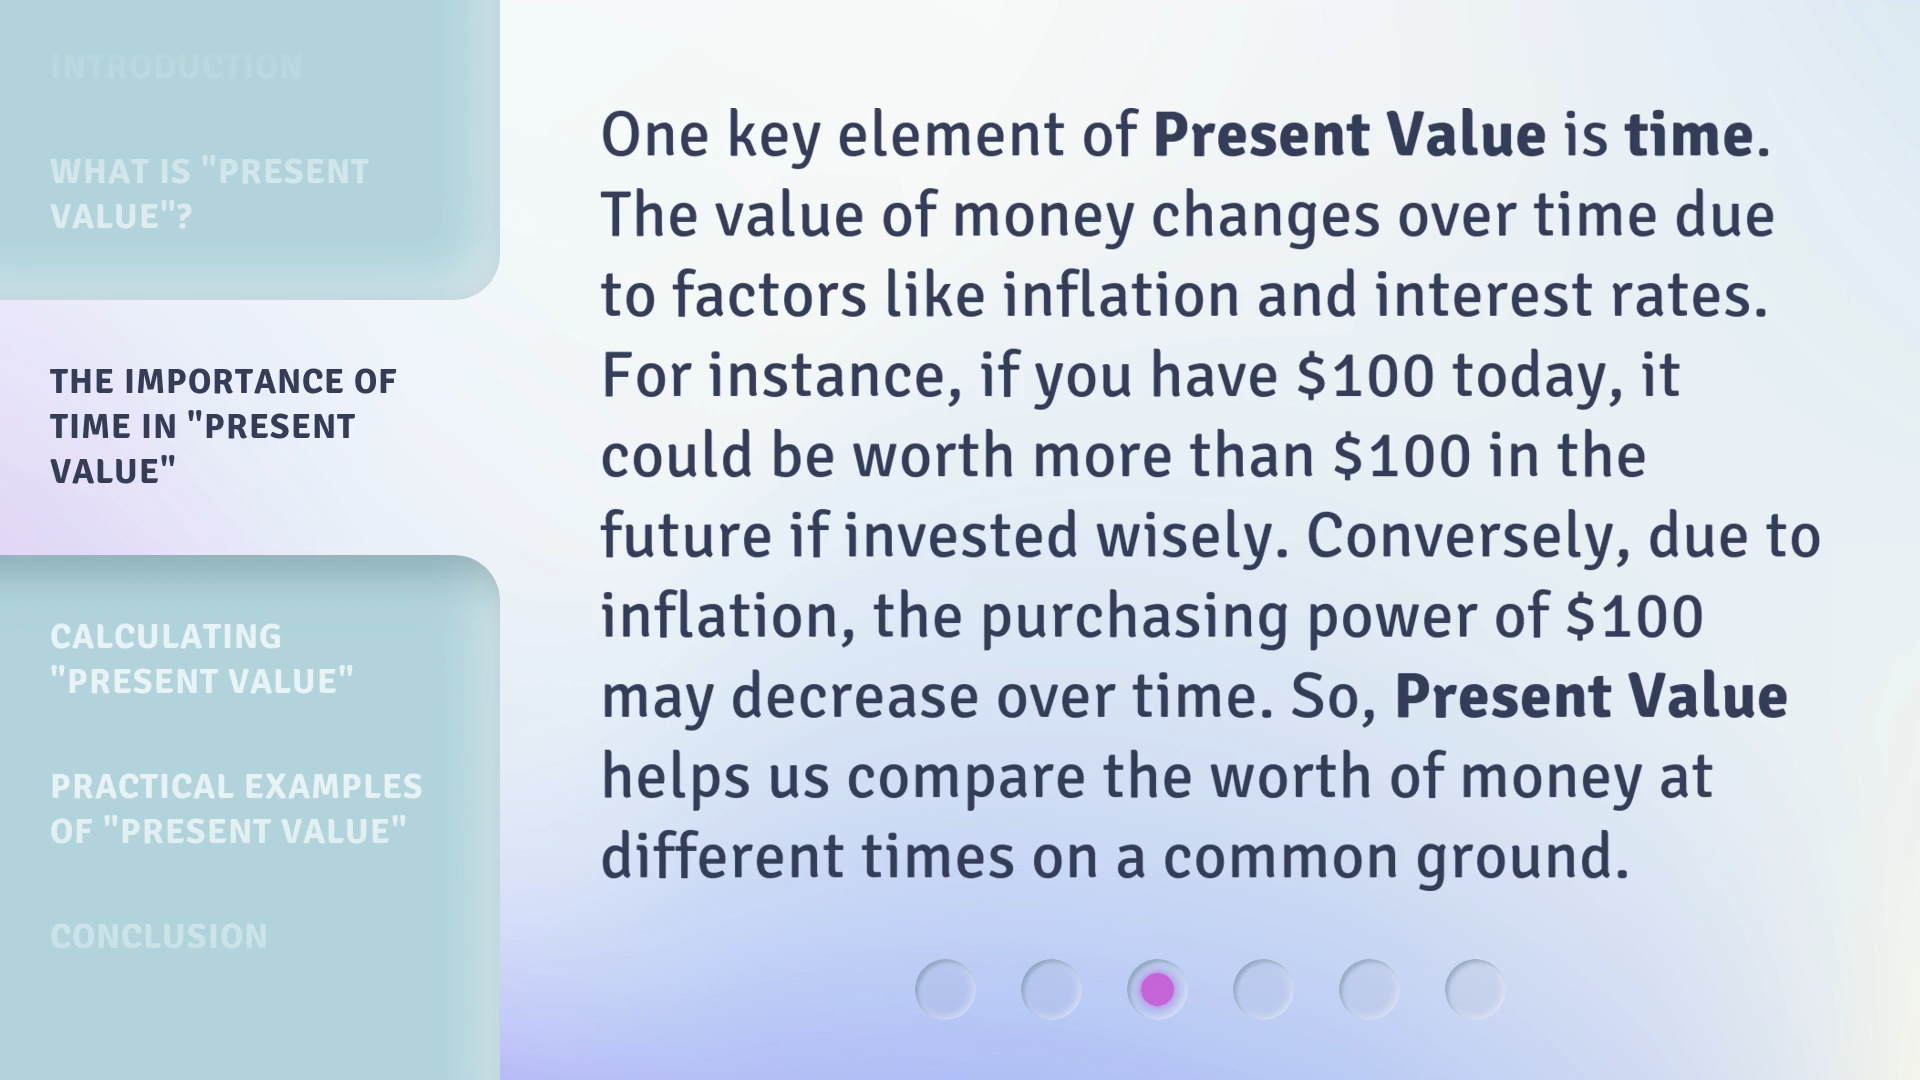 INTRODUCTION
WHAT IS "PRESENT
VALUE"?
THE IMPORTANCE OF
TIME IN "PRESENT
VALUE"
CALCULATING
"PRESENT VALUE"
PRACTICAL EXAMPLES
OF "PRESENT VALUE"
CONCLUSION
One key element of Present Value is time.
The value of money changes over time due
to factors like inflation and interest rates.
For instance, if you have $100 today, it
could be worth more than $100 in the
future if invested wisely. Conversely, due to
inflation, the purchasing power of $100
may decrease over time. So, Present Value
helps us compare the worth of money at
different times on a common ground.